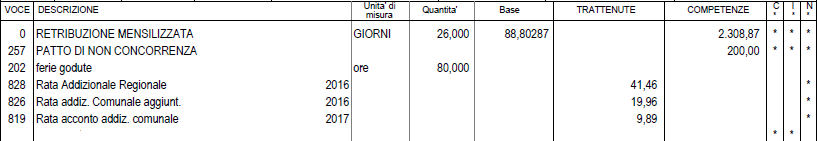 VOCE DESCRIZIONE Unita' di misura Quantita' Base TRATTENUTE COMPETENZE C * I * N *
0 RETRIBUZIONE MENSILIZZATA GIORNI 26,000 88,80287 2.308,87 * * *
257 PATTO DI NON CONCORRENZA 200,00 * * *
202 ferie godute ore 80,000
828 Rata Addizionale Regionale 2016 41,46 *
826 Rata addiz. Comunale aggiunt. 2016 19,96 *
819 Rata acconto addiz. comunale 2017 9,89 *
* *